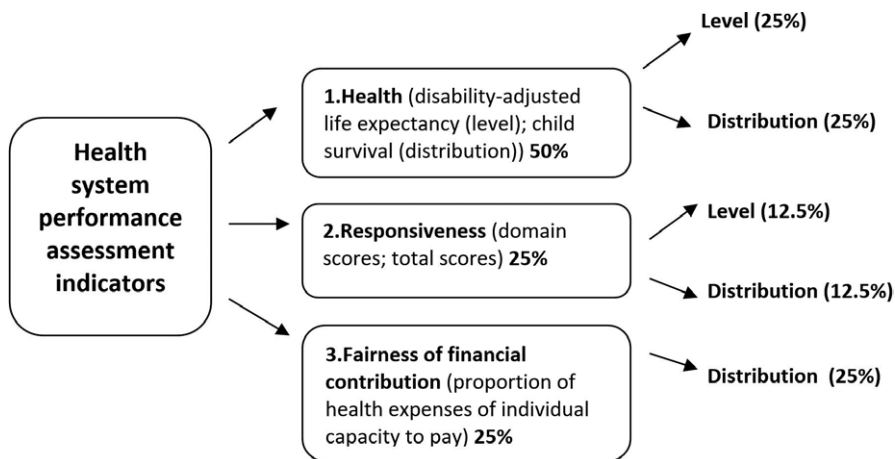 Health
system
performance
assessment
indicators
1.Health (disability-adjusted
life expectancy (level); child
survival (distribution)) 50%
Level (25%)
Distribution (25%)
2.Responsiveness (domain
scores; total scores) 25%
Level (12.5%)
Distribution (12.5%)
3.Fairness of financial
contribution (proportion of
health expenses of individual
capacity to pay) 25%
Distribution (25%)